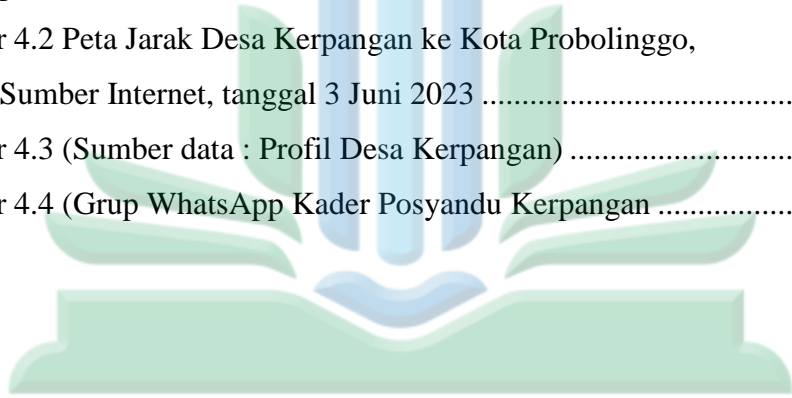 r 4.2 Peta Jarak Desa Kerpangan ke Kota Probolinggo,
Sumber Internet, tanggal 3 Juni 2023 ......................................
r 4.3 (Sumber data : Profil Desa Kerpangan) ...........................
r 4.4 (Grup WhatsApp Kader Posyandu Kerpangan .................